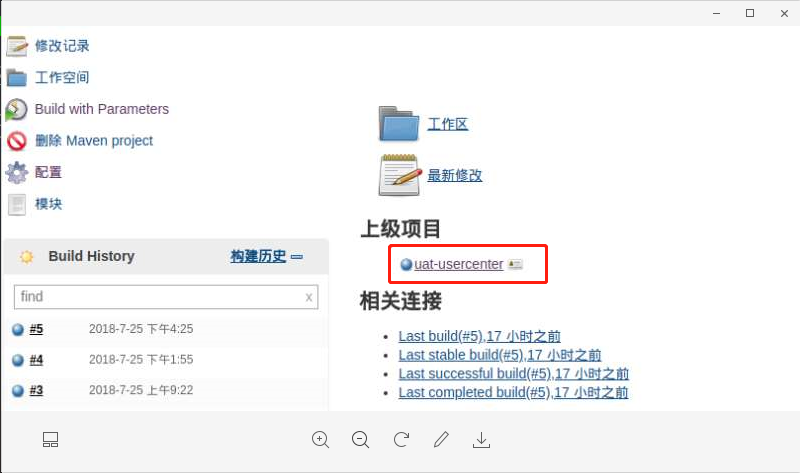 修改记录
工作空间
Build with Parameters
删除 Maven project
配置
模块
Build History 构建历史
find x
#5 2018-7-25 下午4:25
#4 2018-7-25 下午1:55
#3 2018-7-25 上午9:22
工作区
最新修改
上级项目
uat-usercenter
相关连接
Last build(#5),17 小时之前
Last stable build(#5),17 小时之前
Last successful build(#5),17 小时之前
Last completed build(#5),17 小时之前